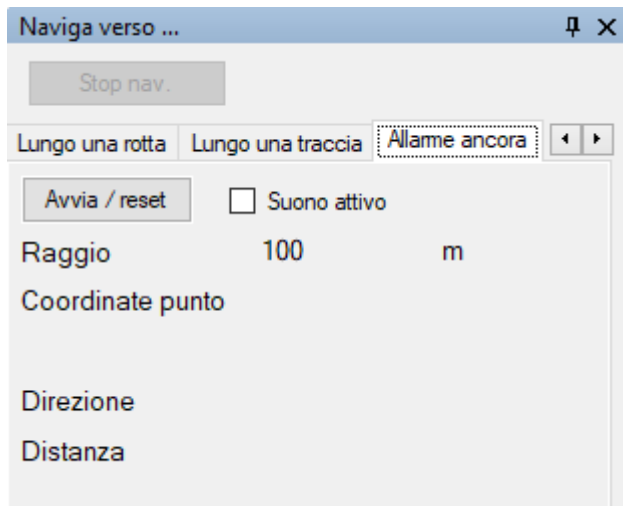 Naviga verso ...
Stop nav.
Lungo una rotta Lungo una traccia Allarme ancora
Avvia / reset Suono attivo
Raggio 100 m
Coordinate punto
Direzione
Distanza